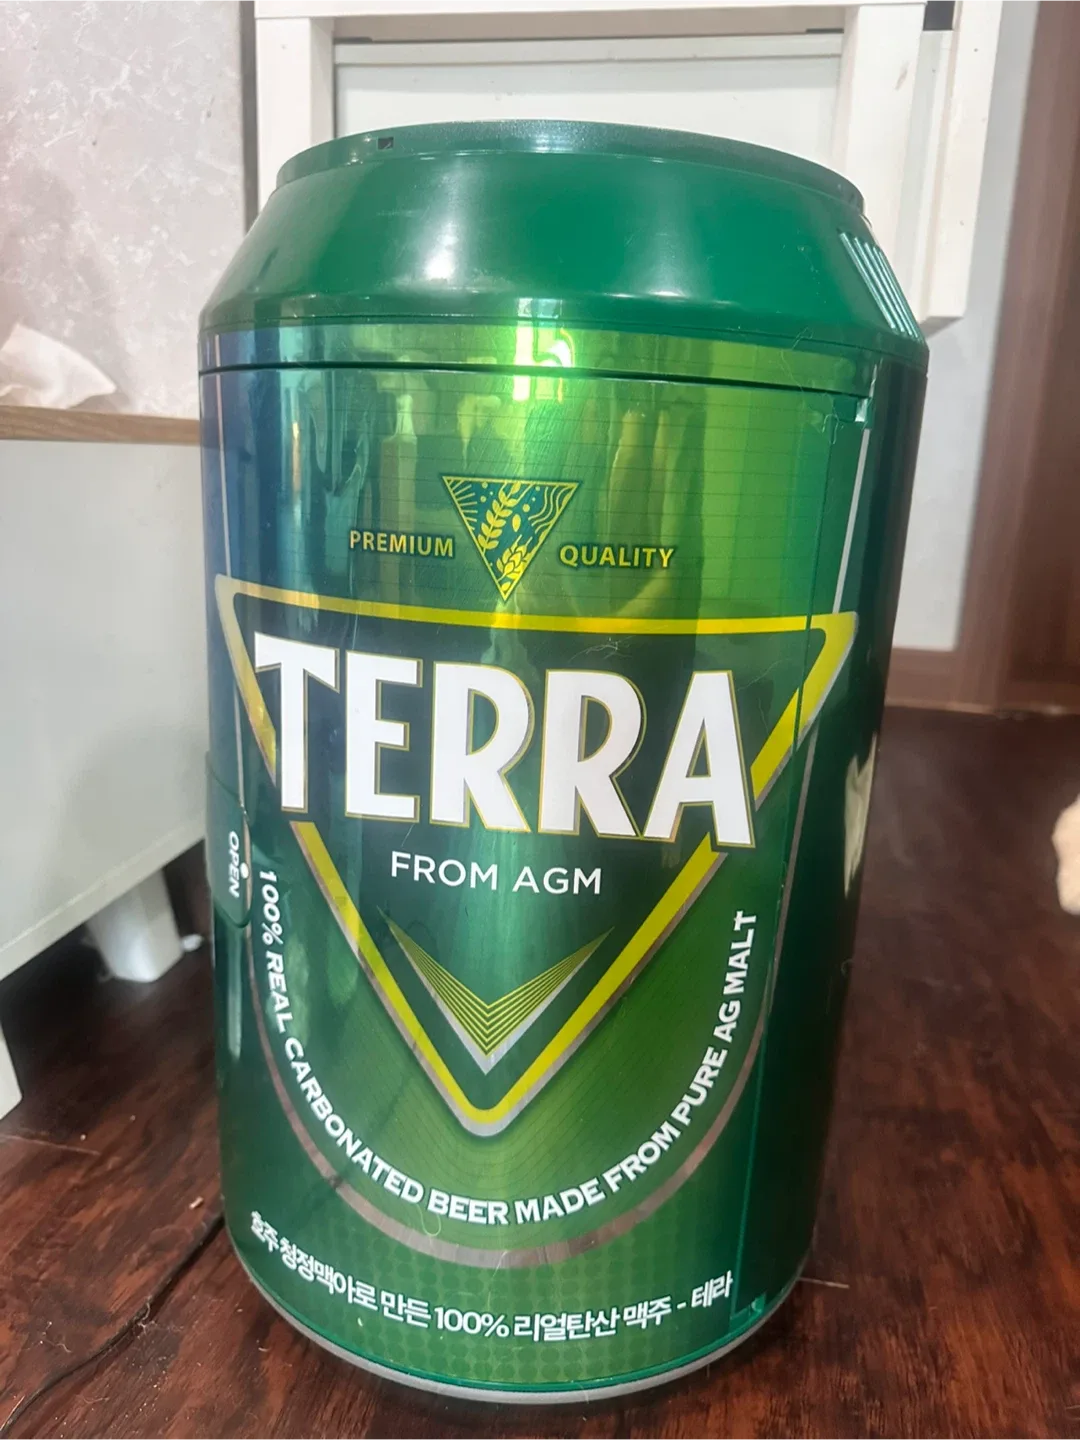 PREMIUM QUALITY
TERRA
FROM AGM
OPEN
100% REAL CARBONATED BEER MADE FROM PURE AG MALT
호주 청정맥아로 만든 100% 리얼탄산 맥주 - 테라